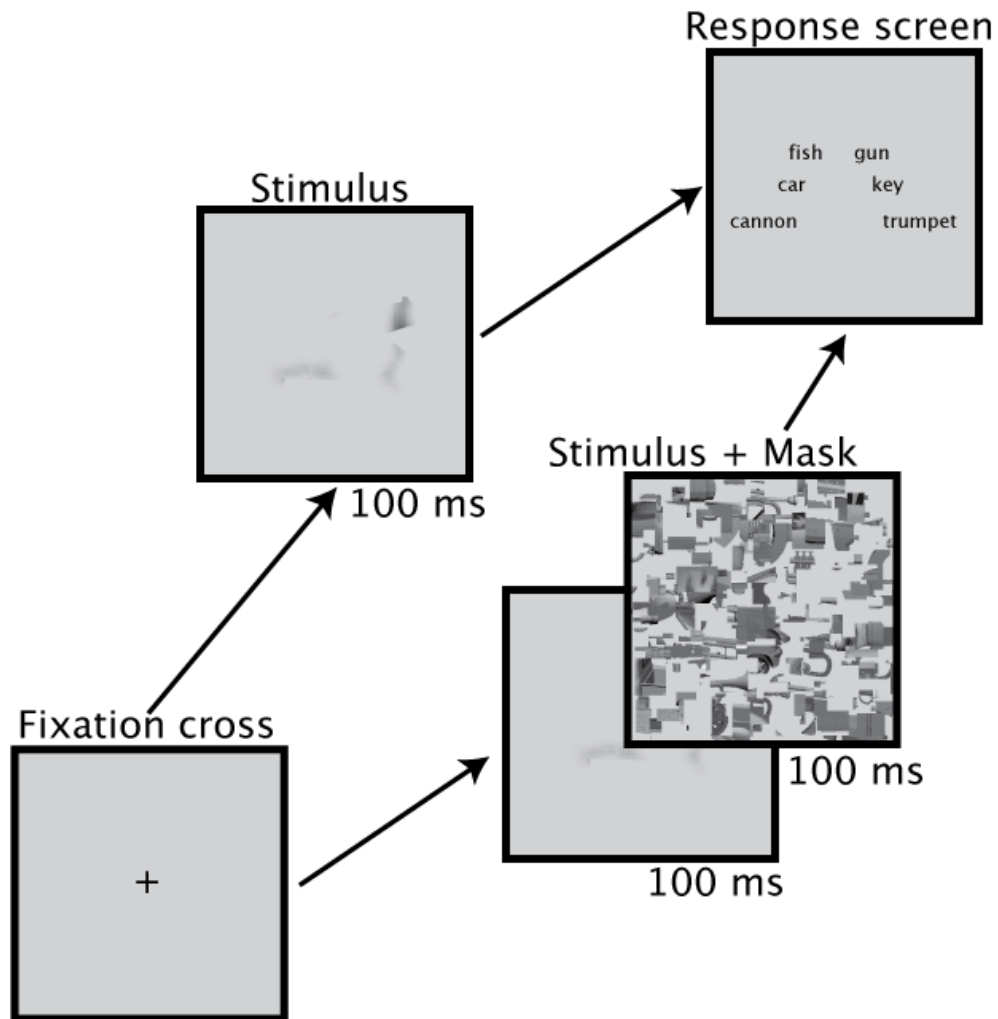 Response screen
fish gun
car key
cannon trumpet
Stimulus
100 ms
Stimulus + Mask
100 ms
100 ms
Fixation cross
+